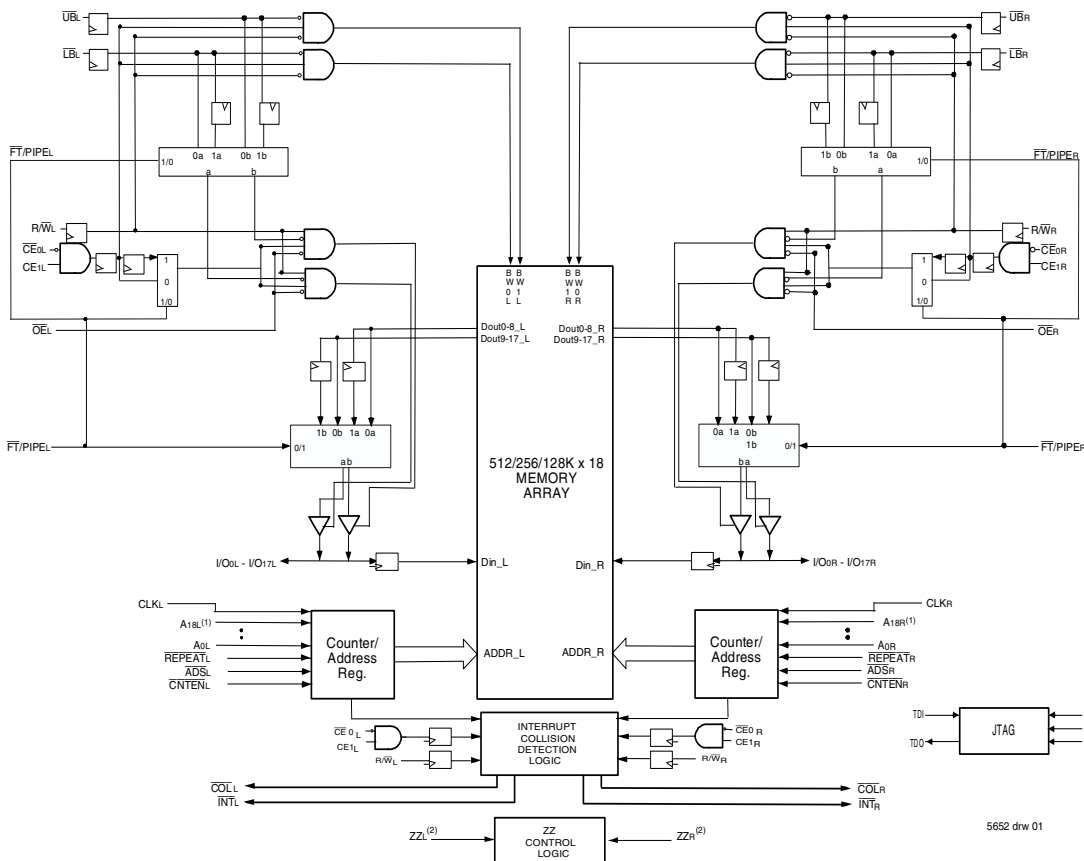 UBL
UBR
LBL
LBR
0a 1a 0b 1b
1b 0b 1a 0a
FT/PIPEL
1/0
1/0
FT/PIPER
a b
b a
R/WL
R/WR
CE0L
CE0R
CE1L
CE1R
1
0
1/0
1
0
1/0
BW0L
BW1L
BW1R
BW0R
OEL
OER
Dout0-8_L
Dout9-17_L
Dout0-8_R
Dout9-17_R
1b 0b 1a 0a
0a 1a 0b
1b
FT/PIPEL
0/1
0/1
FT/PIPER
ab
ba
512/256/128K x 18
MEMORY
ARRAY
I/O0L - I/O17L
Din_L
Din_R
I/O0R - I/O17R
CLKL
CLKR
A18L(1)
A18R(1)
:
:
A0L
A0R
REPEATL
REPEATR
ADSL
ADSR
CNTENL
CNTENR
Counter/
Address
Reg.
ADDR_L
ADDR_R
Counter/
Address
Reg.
CE0 L
CE1L
R/WL
INTERRUPT
COLLISION
DETECTION
LOGIC
CE0 R
CE1R
R/WR
TDI
TDO
JTAG
COLL
COLR
INTL
INTR
ZZL(2)
ZZ
CONTROL
LOGIC
ZZR(2)
5652 drw 01